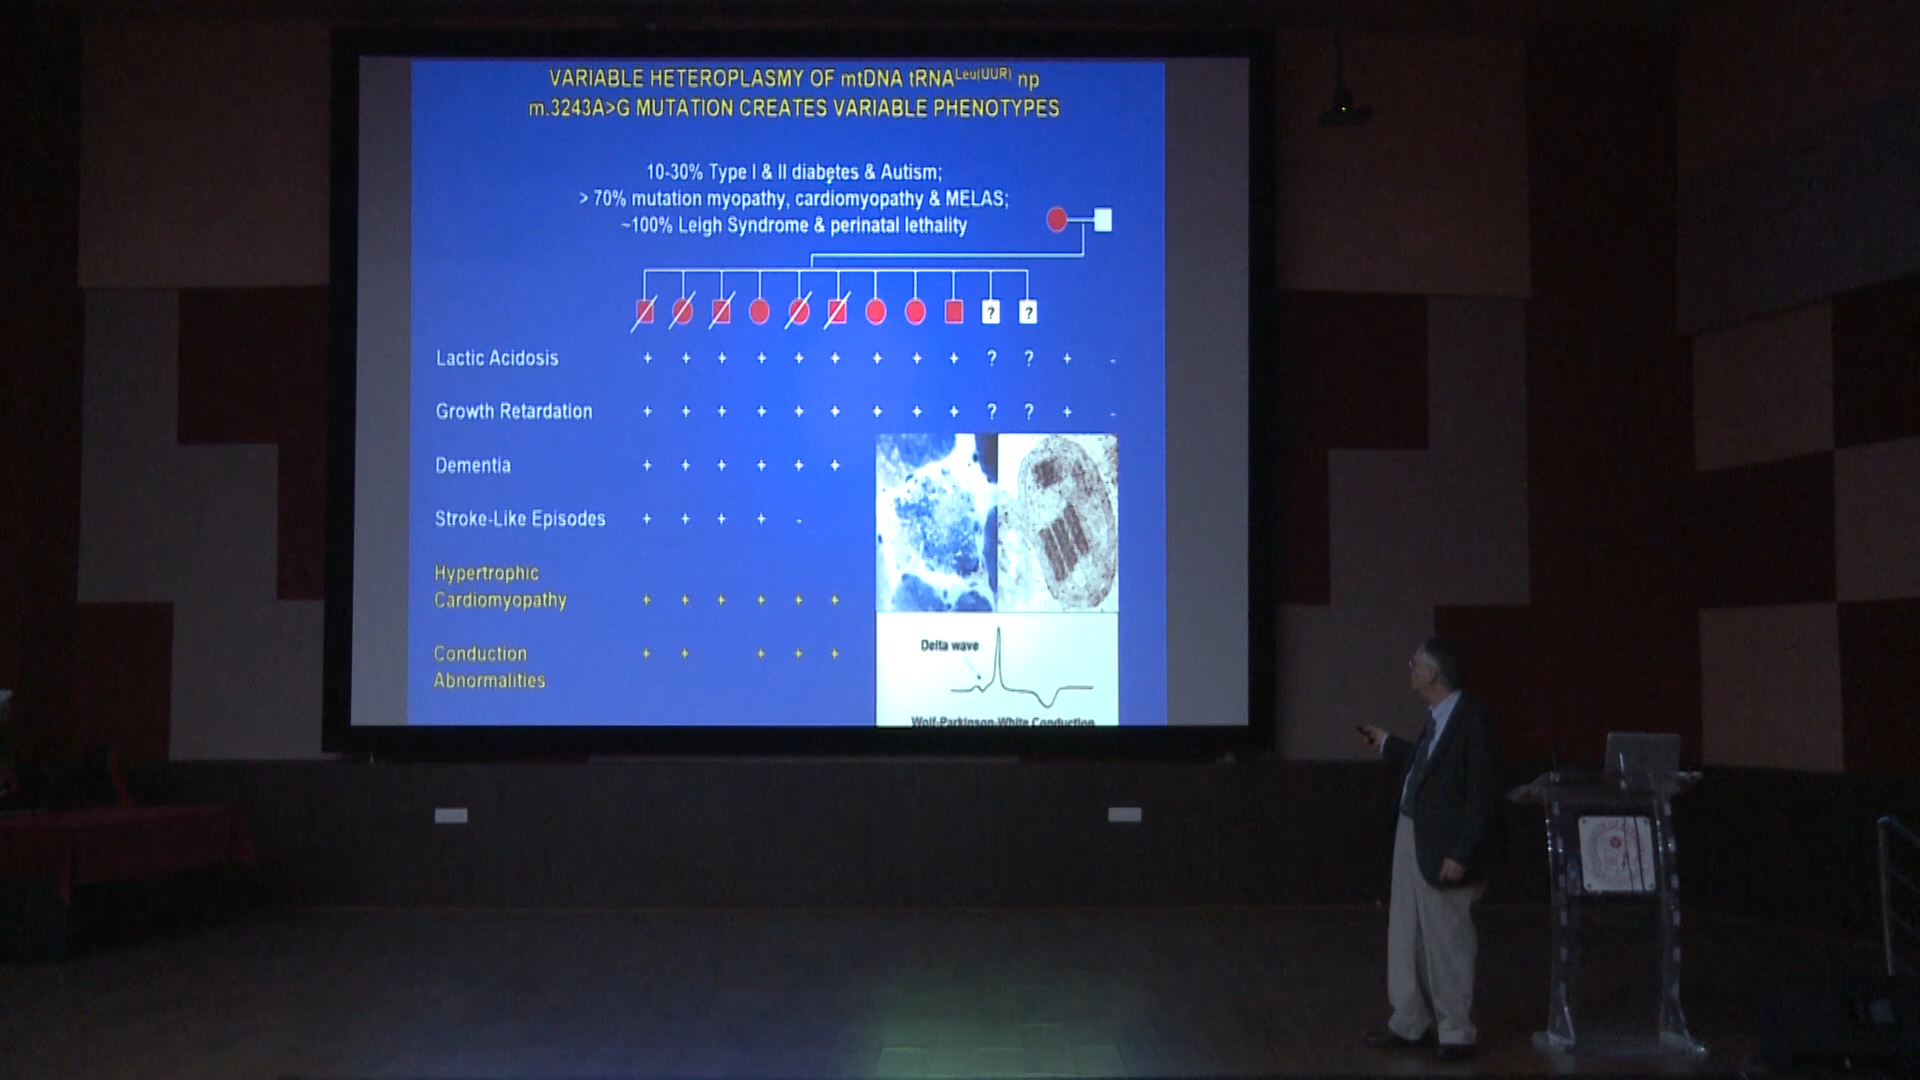 VARIABLE HETEROPLASMY OF mtDNA tRNALeu(UUR) np
m.3243A>G MUTATION CREATES VARIABLE PHENOTYPES
10-30% Type I & II diabetes & Autism;
> 70% mutation myopathy, cardiomyopathy & MELAS;
~100% Leigh Syndrome & perinatal lethality
? ?
Lactic Acidosis + + + + + + + + + ? ? + -
Growth Retardation + + + + + + + + + ? ? + -
Dementia + + + + + +
Stroke-Like Episodes + + + + -
Hypertrophic
Cardiomyopathy + + + + + +
Conduction + + + + +
Abnormalities
Delta wave
Wolf-Parkinson-White Conduction